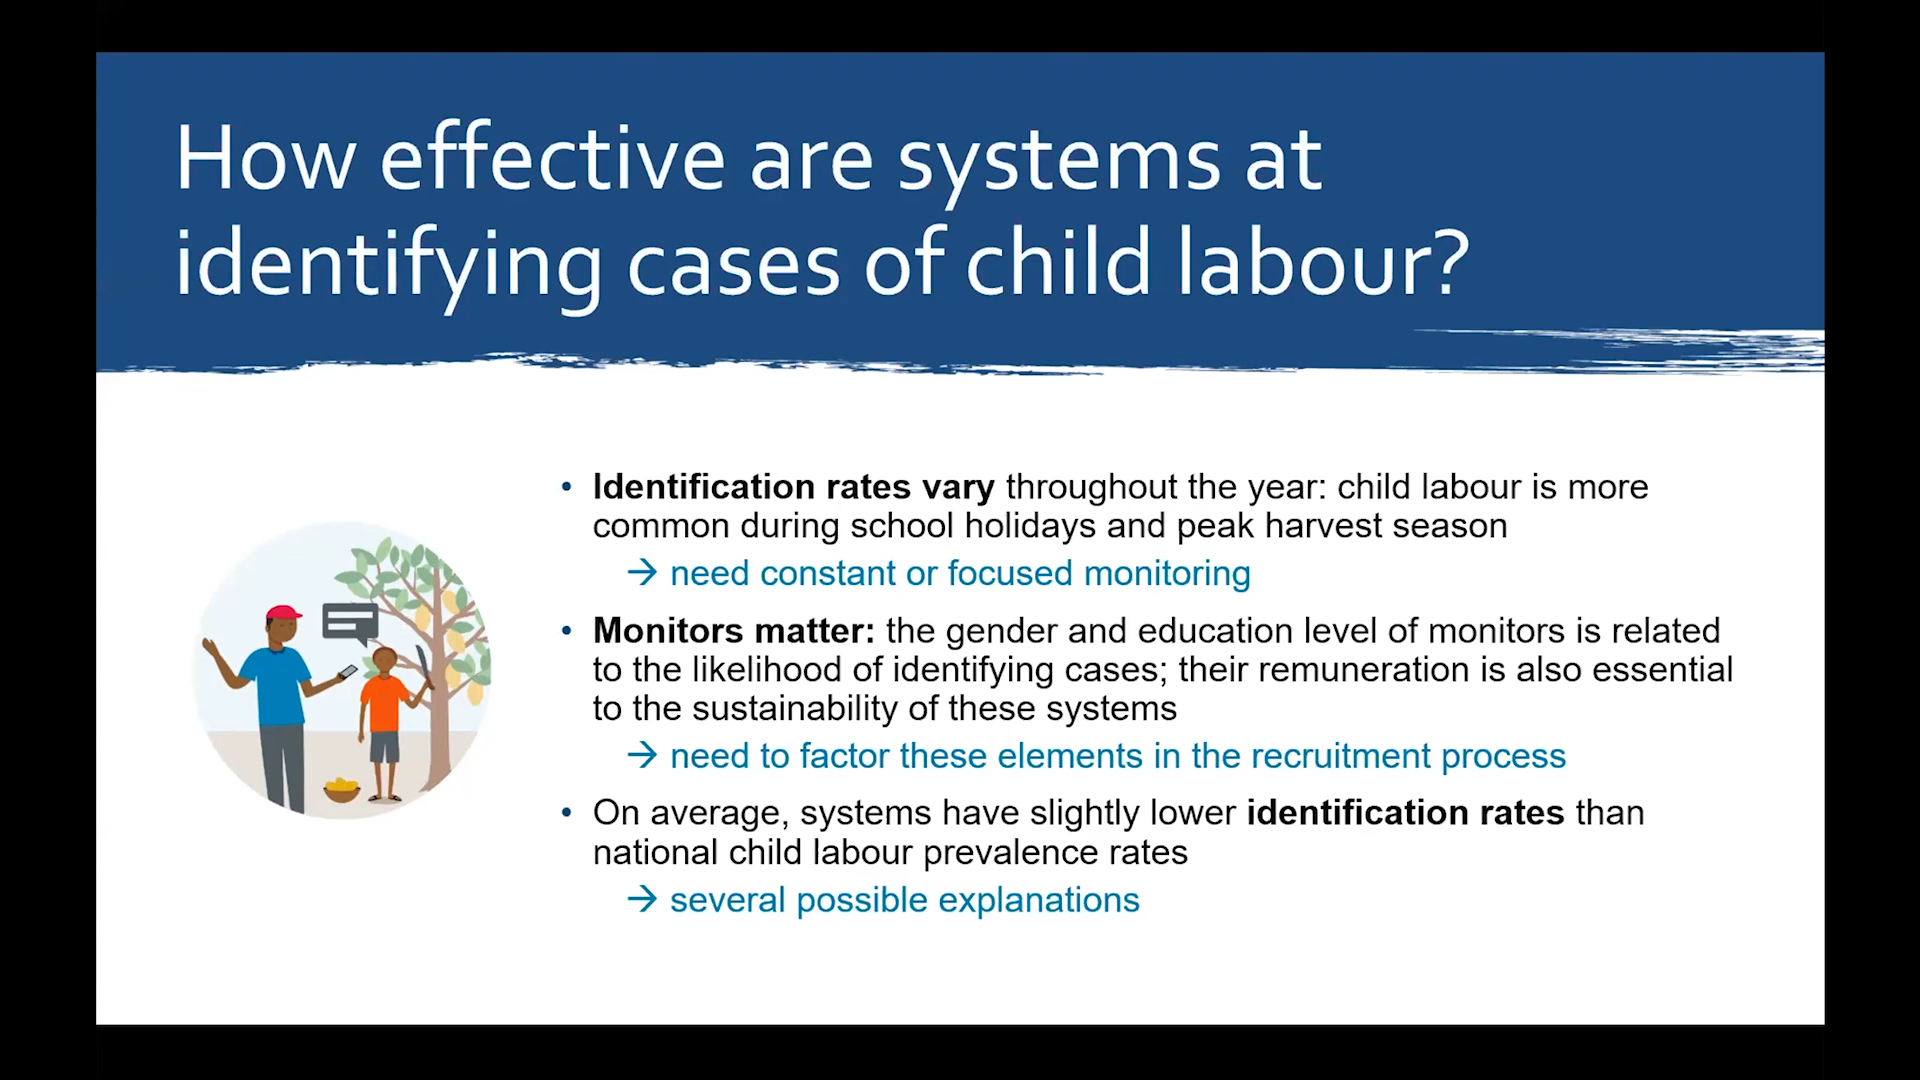 How effective are systems at
identifying cases of child labour?
• Identification rates vary throughout the year: child labour is more
common during school holidays and peak harvest season
→ need constant or focused monitoring
• Monitors matter: the gender and education level of monitors is related
to the likelihood of identifying cases; their remuneration is also essential
to the sustainability of these systems
→ need to factor these elements in the recruitment process
• On average, systems have slightly lower identification rates than
national child labour prevalence rates
→ several possible explanations